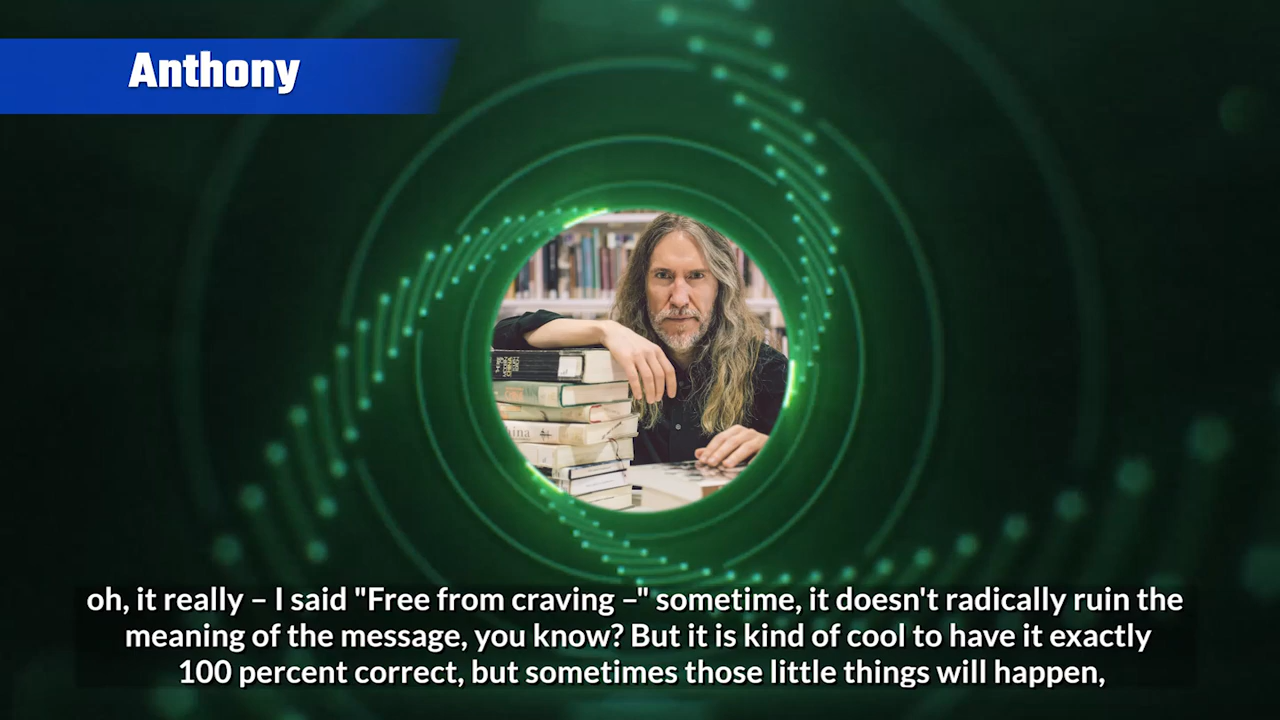 Anthony
oh, it really – I said "Free from craving –" sometime, it doesn't radically ruin the
meaning of the message, you know? But it is kind of cool to have it exactly
100 percent correct, but sometimes those little things will happen,